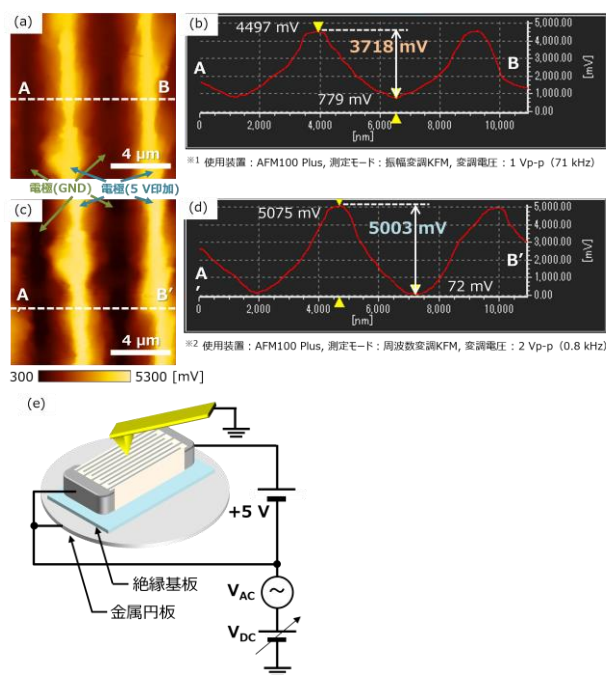 (a)
A
B
4 µm
電極(GND)
電極(5 V印加)
(b)
4497 mV
3718 mV
779 mV
A
B
5,000.00
4,000.00
3,000.00
2,000.00
1,000.00
0.00
[mV]
0
2,000
4,000
6,000
8,000
10,000
[nm]
※1 使用装置：AFM100 Plus, 測定モード：振幅変調KFM, 変調電圧：1 Vp-p（71 kHz）
(c)
A'
B'
4 µm
300
5300 [mV]
(d)
5075 mV
5003 mV
72 mV
A'
B'
5,000.00
4,000.00
3,000.00
2,000.00
1,000.00
0.00
[mV]
0
2,000
4,000
6,000
8,000
10,000
[nm]
※2 使用装置：AFM100 Plus, 測定モード：周波数変調KFM, 変調電圧：2 Vp-p（0.8 kHz）
(e)
+5 V
絶縁基板
金属円板
VAC
VDC